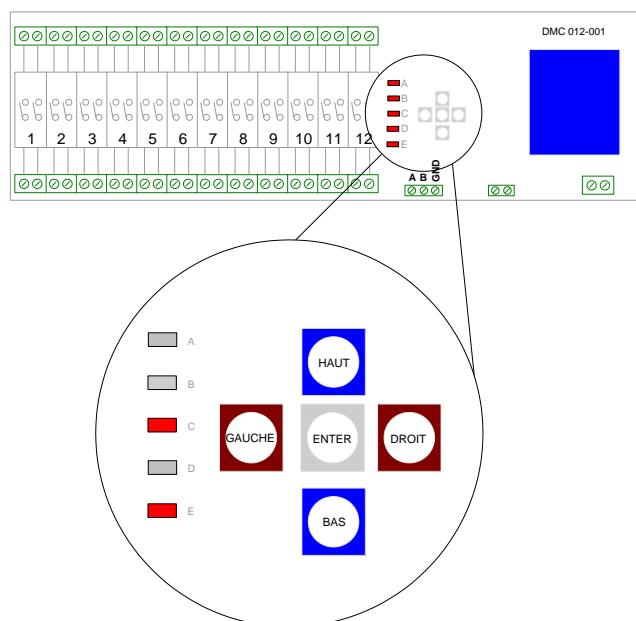 DMC 012-001
A
B
C
D
E
1 2 3 4 5 6 7 8 9 10 11 12
A B GND
A
B
C
D
E
HAUT
GAUCHE ENTER DROIT
BAS